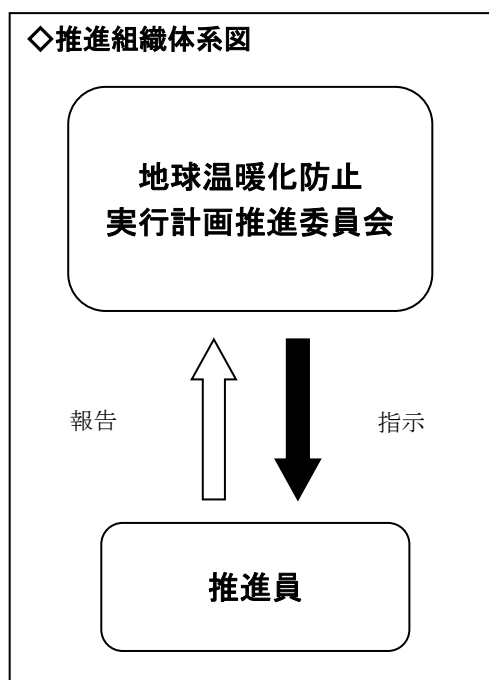 ◇推進組織体系図
地球温暖化防止
実行計画推進委員会
報告
指示
推進員